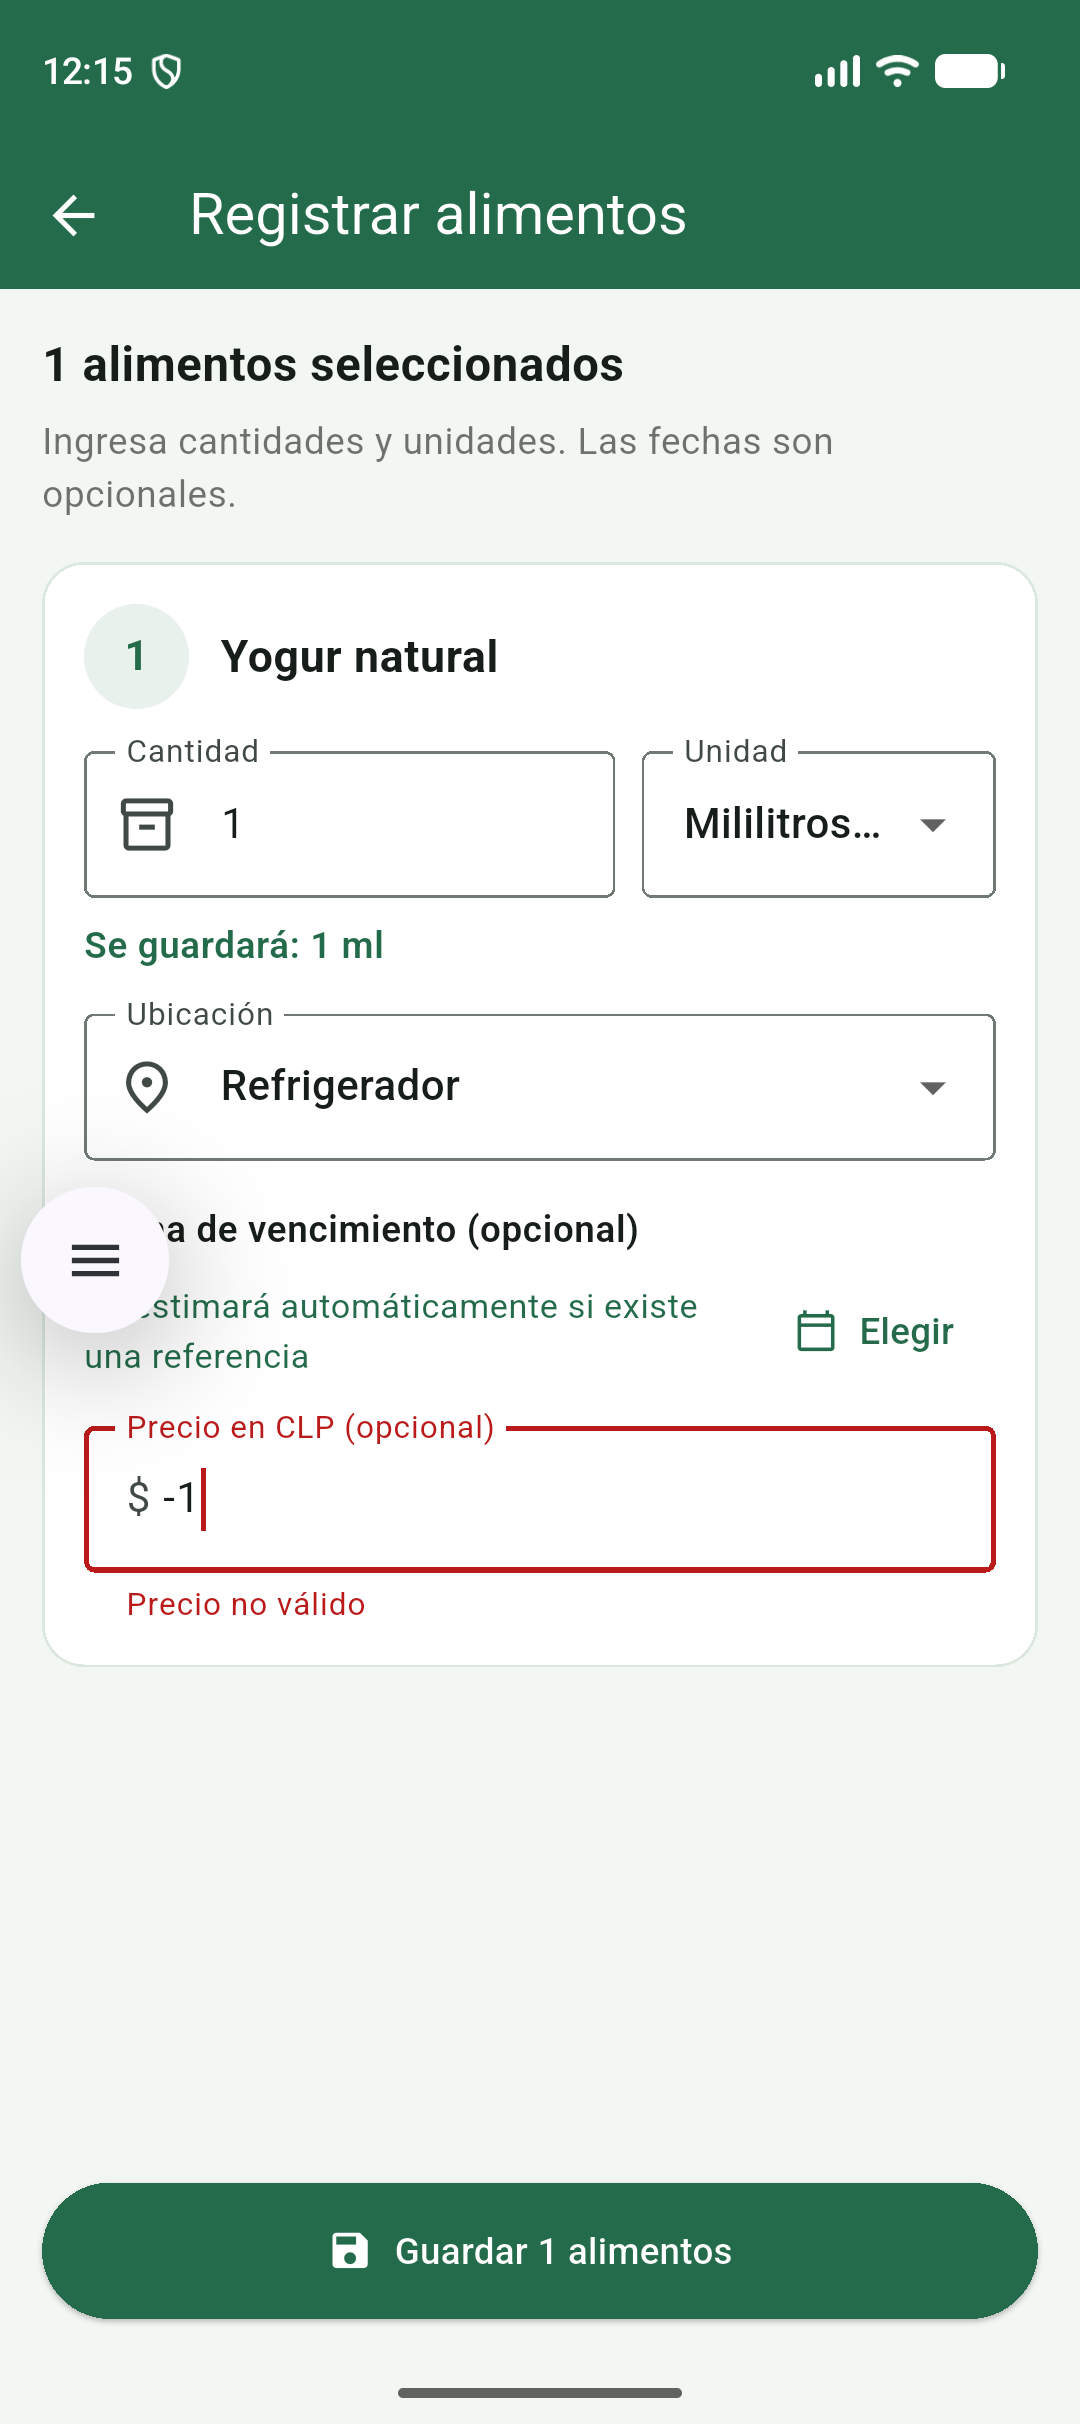 12:15
Registrar alimentos
1 alimentos seleccionados
Ingresa cantidades y unidades. Las fechas son
opcionales.
1
Yogur natural
Cantidad
1
Unidad
Mililitros...
Se guardará: 1 ml
Ubicación
Refrigerador
de vencimiento (opcional)
automáticamente si existe
una referencia
Elegir
Precio en CLP (opcional)
$ -1
Precio no válido
Guardar 1 alimentos